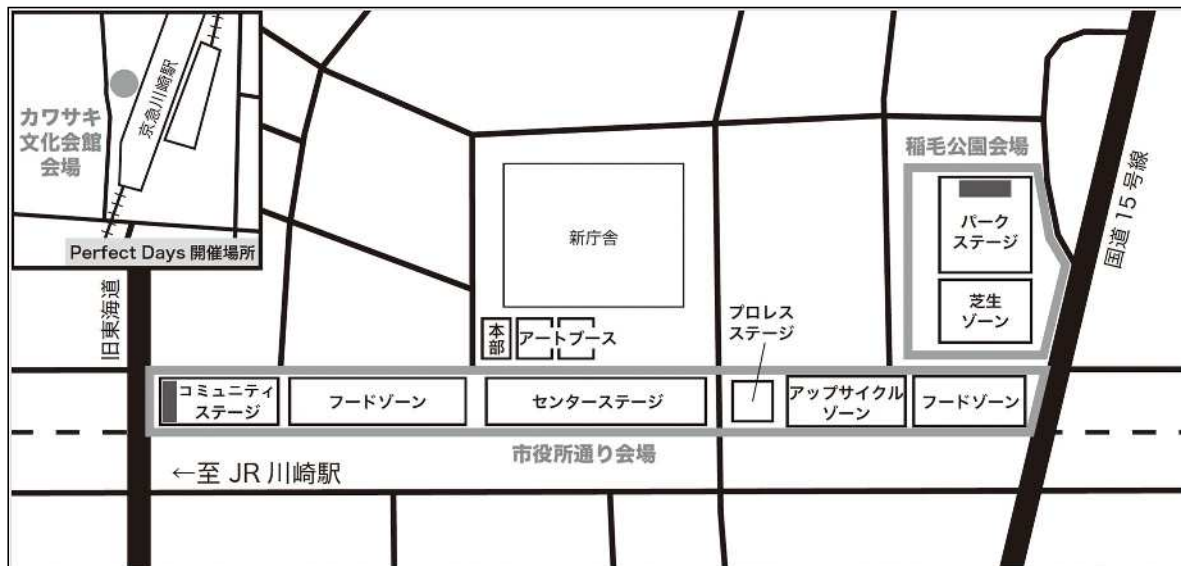 カワサキ
文化会館
会場
京急川崎駅
Perfect Days 開催場所
旧東海道
稲毛公園会場
パーク
ステージ
芝生
ゾーン
国道15号線
新庁舎
本部
アートブース
プロレス
ステージ
コミュニティ
ステージ
フードゾーン
センターステージ
アップサイクル
ゾーン
フードゾーン
市役所通り会場
←至 JR 川崎駅